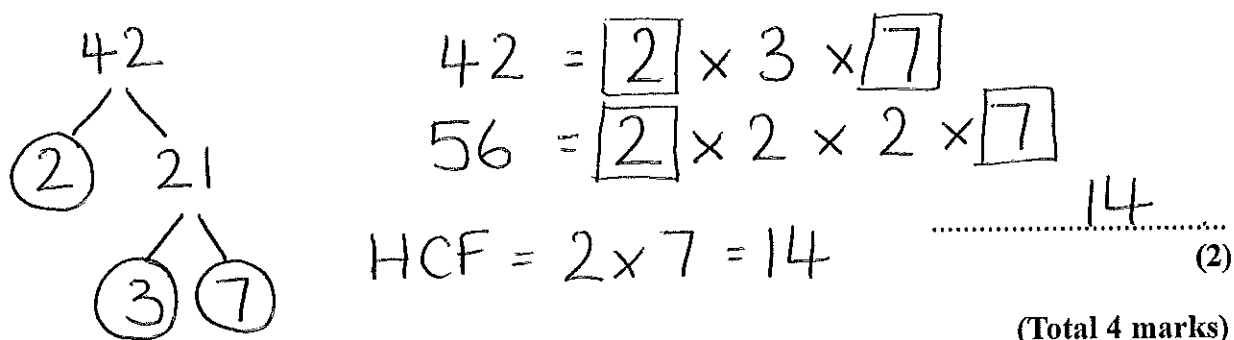 42
2 21
3 7
42 = 2 × 3 × 7
56 = 2 × 2 × 2 × 7
HCF = 2 × 7 = 14
14
(2)
(Total 4 marks)